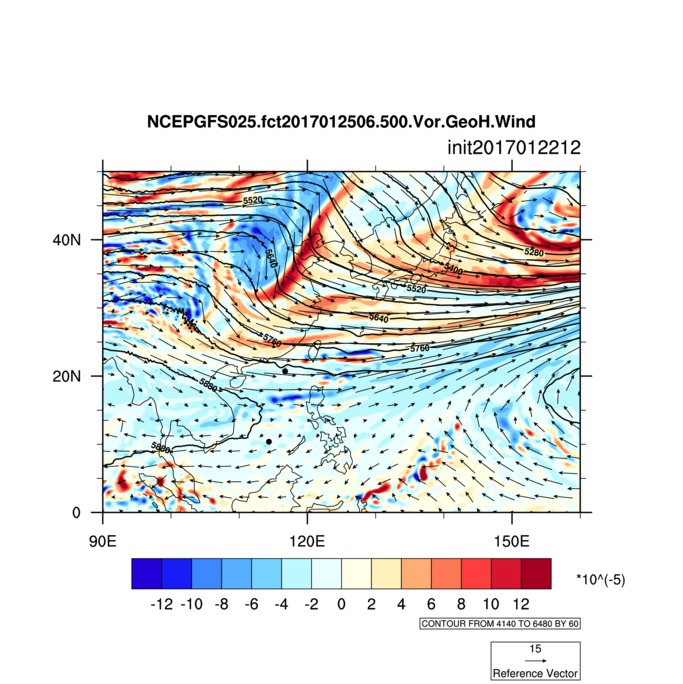 NCEPGFS025.fct2017012506.500.Vor.GeoH.Wind
init2017012212
5520
40N
5640
5280
5400
5520
5640
5760
5760
20N
5880
5880
0
90E 120E 150E
-12 -10 -8 -6 -4 -2 0 2 4 6 8 10 12
*10^(-5)
CONTOUR FROM 4140 TO 6480 BY 60
15
Reference Vector